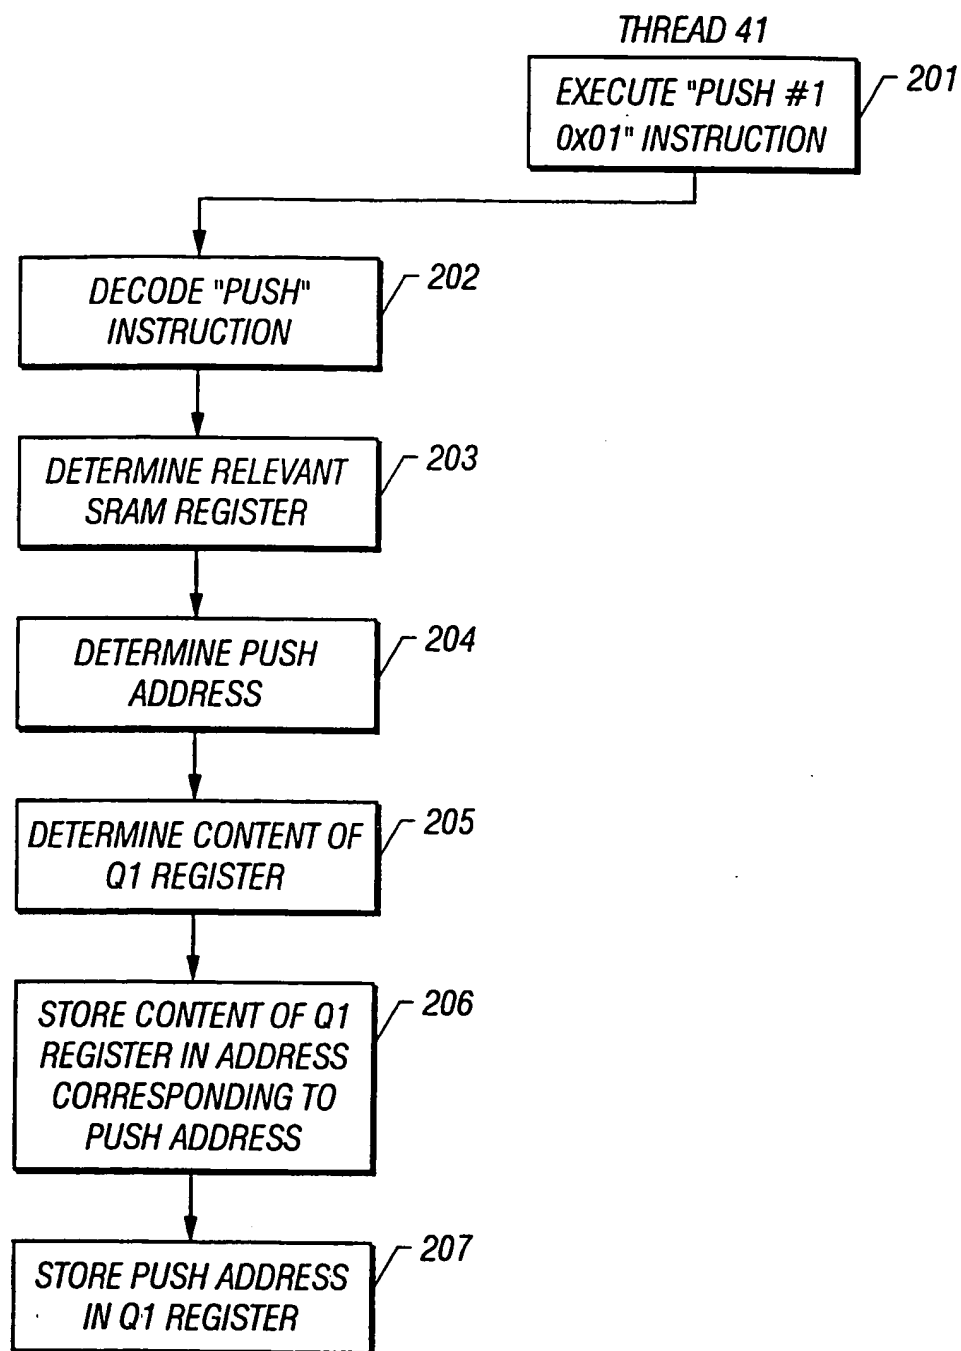 THREAD 41
EXECUTE "PUSH #1
0x01" INSTRUCTION
201
DECODE "PUSH"
INSTRUCTION
202
DETERMINE RELEVANT
SRAM REGISTER
203
DETERMINE PUSH
ADDRESS
204
DETERMINE CONTENT OF
Q1 REGISTER
205
STORE CONTENT OF Q1
REGISTER IN ADDRESS
CORRESPONDING TO
PUSH ADDRESS
206
STORE PUSH ADDRESS
IN Q1 REGISTER
207